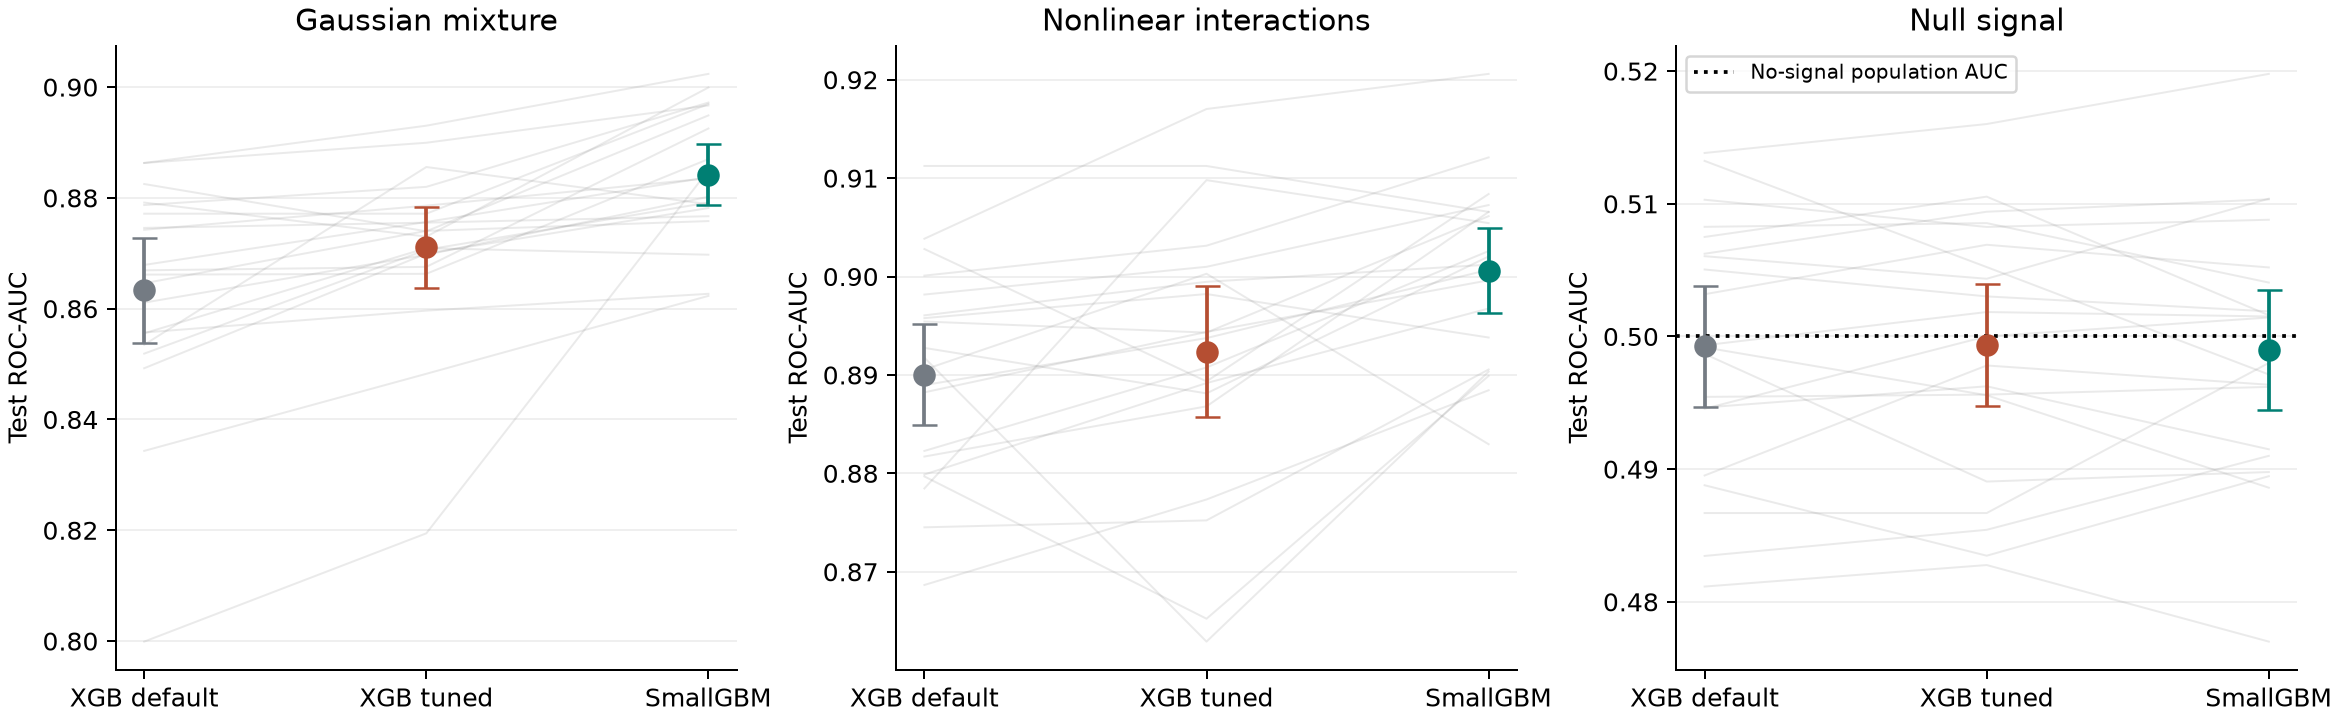 Gaussian mixture
Test ROC-AUC
0.90
0.88
0.86
0.84
0.82
0.80
XGB default
XGB tuned
SmallGBM
Nonlinear interactions
Test ROC-AUC
0.92
0.91
0.90
0.89
0.88
0.87
XGB default
XGB tuned
SmallGBM
Null signal
No-signal population AUC
Test ROC-AUC
0.52
0.51
0.50
0.49
0.48
XGB default
XGB tuned
SmallGBM